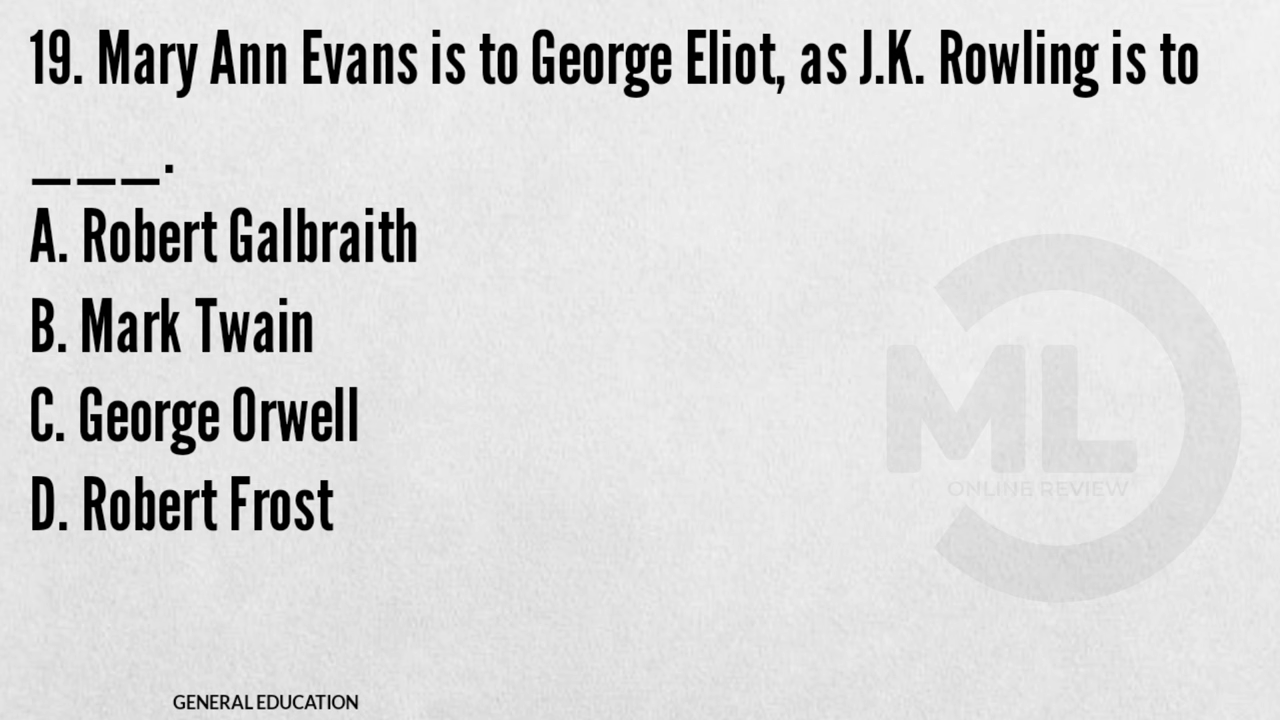 19. Mary Ann Evans is to George Eliot, as J.K. Rowling is to
___.
A. Robert Galbraith
B. Mark Twain
C. George Orwell
D. Robert Frost
ML
ONLINE REVIEW
GENERAL EDUCATION